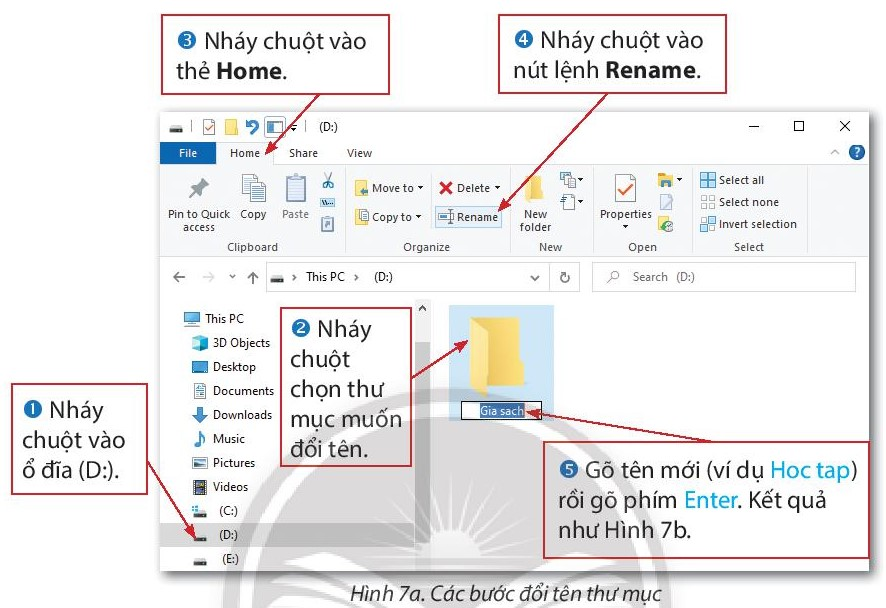 ❸ Nháy chuột vào
thẻ Home.
❹ Nháy chuột vào
nút lệnh Rename.
(D:)
File Home Share View
Pin to Quick
access
Copy
Paste
Move to
Copy to
Delete
Rename
New
folder
Properties
Select all
Select none
Invert selection
Clipboard Organize New Open Select
This PC > (D:)
Search (D:)
This PC
3D Objects
Desktop
Documents
Downloads
Music
Pictures
Videos
(C:)
(D:)
(E:)
❶ Nháy
chuột vào
ổ đĩa (D:).
❷ Nháy
chuột
chọn thư
mục muốn
đổi tên.
Gia sach
❺ Gõ tên mới (ví dụ Hoc tap)
rồi gõ phím Enter. Kết quả
như Hình 7b.
Hình 7a. Các bước đổi tên thư mục